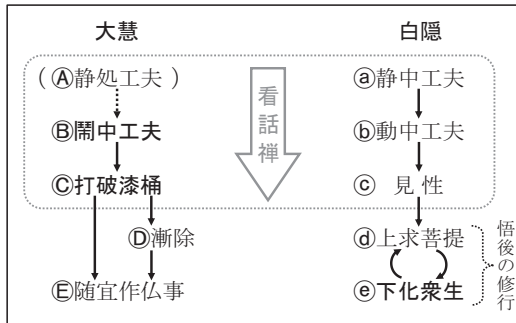 大慧
白隠
(Ⓐ静処工夫)
ⓐ静中工夫
看話禅
Ⓑ鬧中工夫
ⓑ動中工夫
Ⓒ打破漆桶
ⓒ見性
Ⓓ漸除
ⓓ上求菩提
Ⓔ随宜作仏事
ⓔ下化衆生
悟後の修行